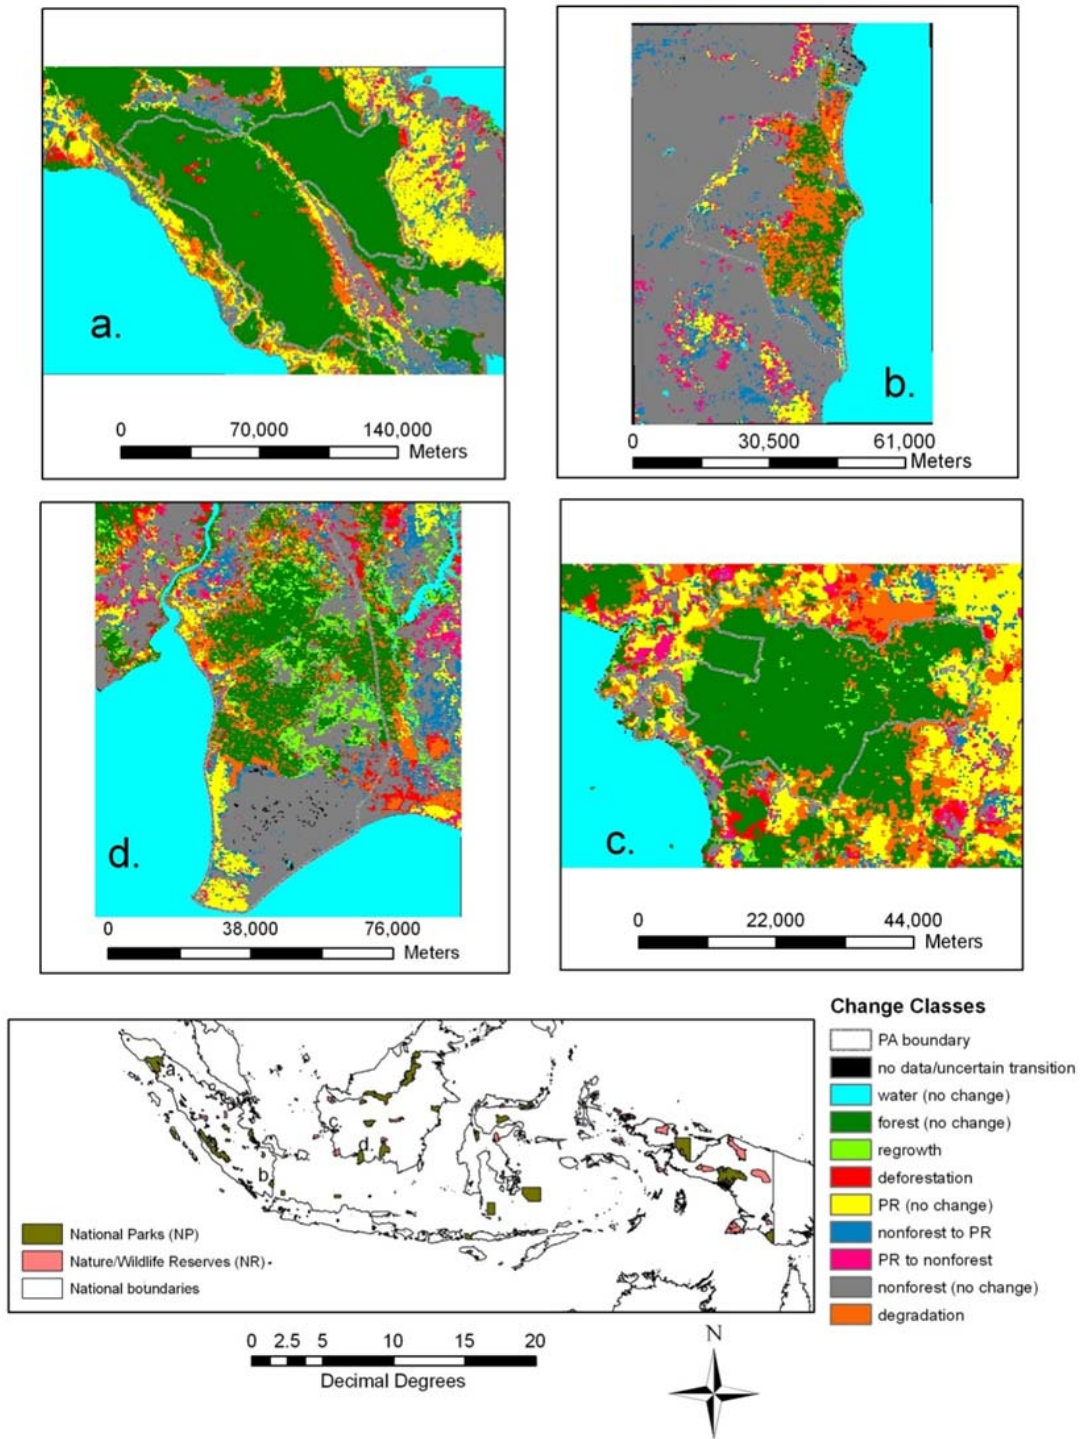 a.
0 70,000 140,000
Meters
b.
0 30,500 61,000
Meters
d.
0 38,000 76,000
Meters
c.
0 22,000 44,000
Meters
a
b
c
d
National Parks (NP)
Nature/Wildlife Reserves (NR)
National boundaries
Change Classes
PA boundary
no data/uncertain transition
water (no change)
forest (no change)
regrowth
deforestation
PR (no change)
nonforest to PR
PR to nonforest
nonforest (no change)
degradation
0 2.5 5 10 15 20
Decimal Degrees
N